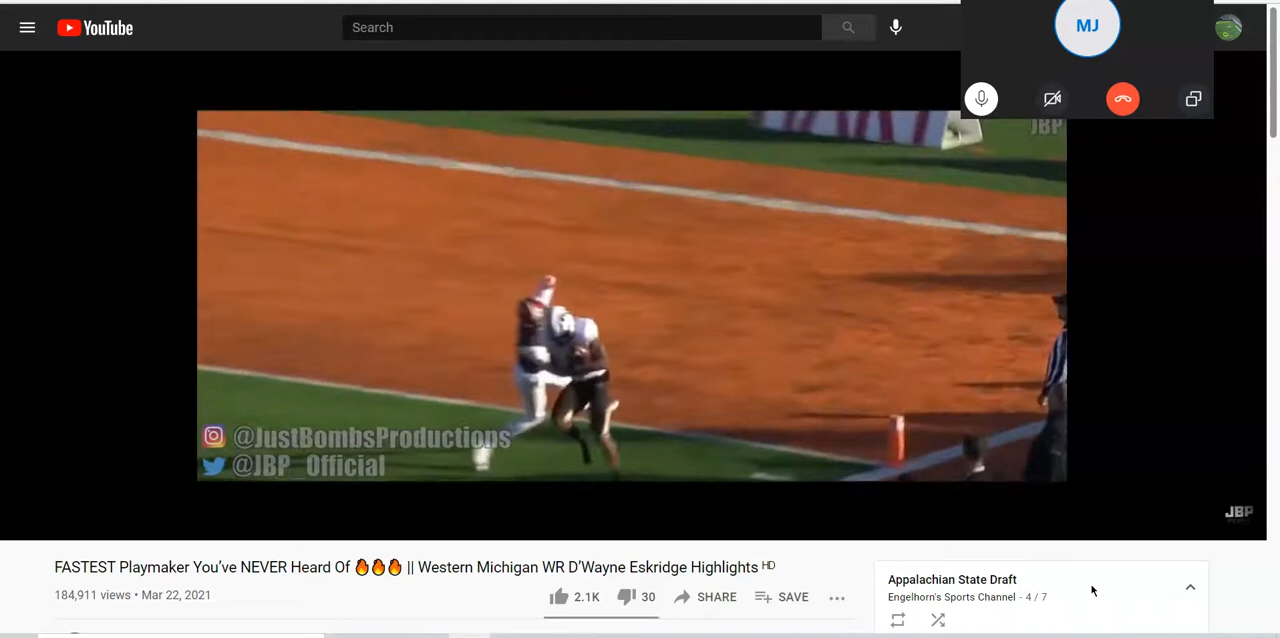 YouTube
Search
MJ
JBP
@JustBombsProductions
@JBP_Official
JBP
FASTEST Playmaker You've NEVER Heard Of 🔥🔥🔥 || Western Michigan WR D'Wayne Eskridge Highlights ᴴᴰ
184,911 views • Mar 22, 2021
2.1K
30
SHARE
SAVE
Appalachian State Draft
Engelhorn's Sports Channel - 4 / 7